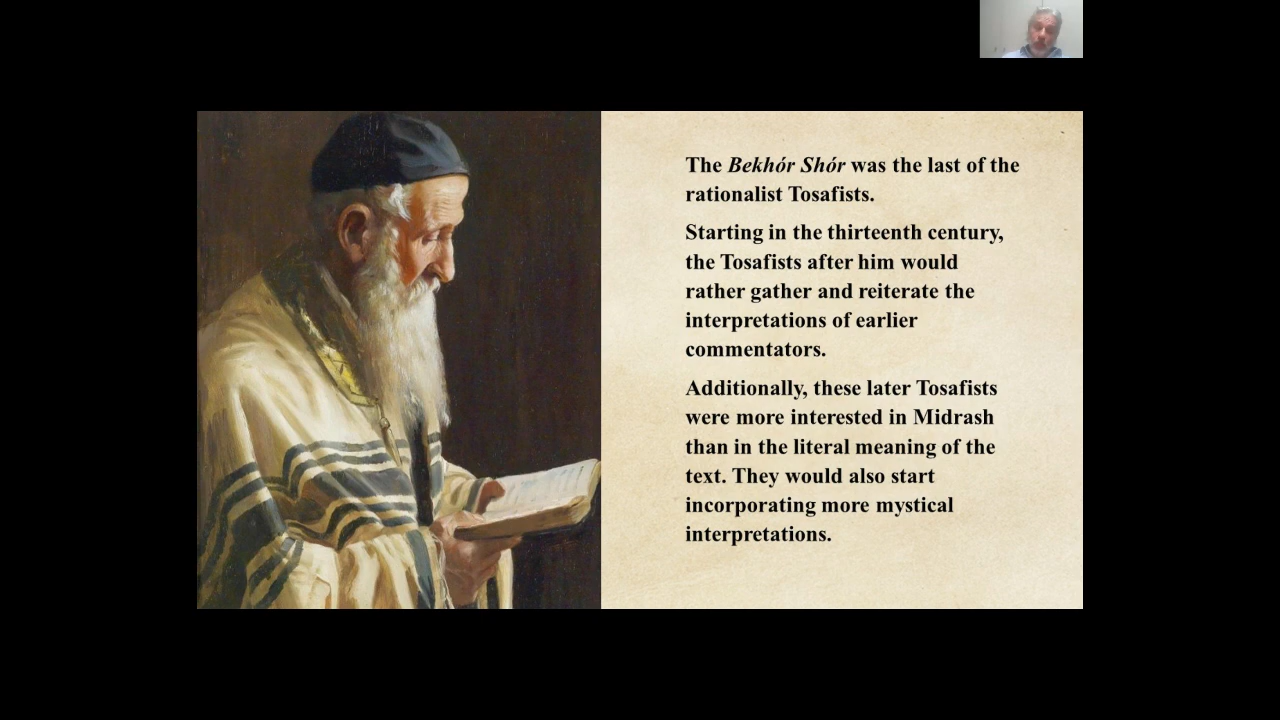 The Bekhór Shór was the last of the
rationalist Tosafists.
Starting in the thirteenth century,
the Tosafists after him would
rather gather and reiterate the
interpretations of earlier
commentators.
Additionally, these later Tosafists
were more interested in Midrash
than in the literal meaning of the
text. They would also start
incorporating more mystical
interpretations.